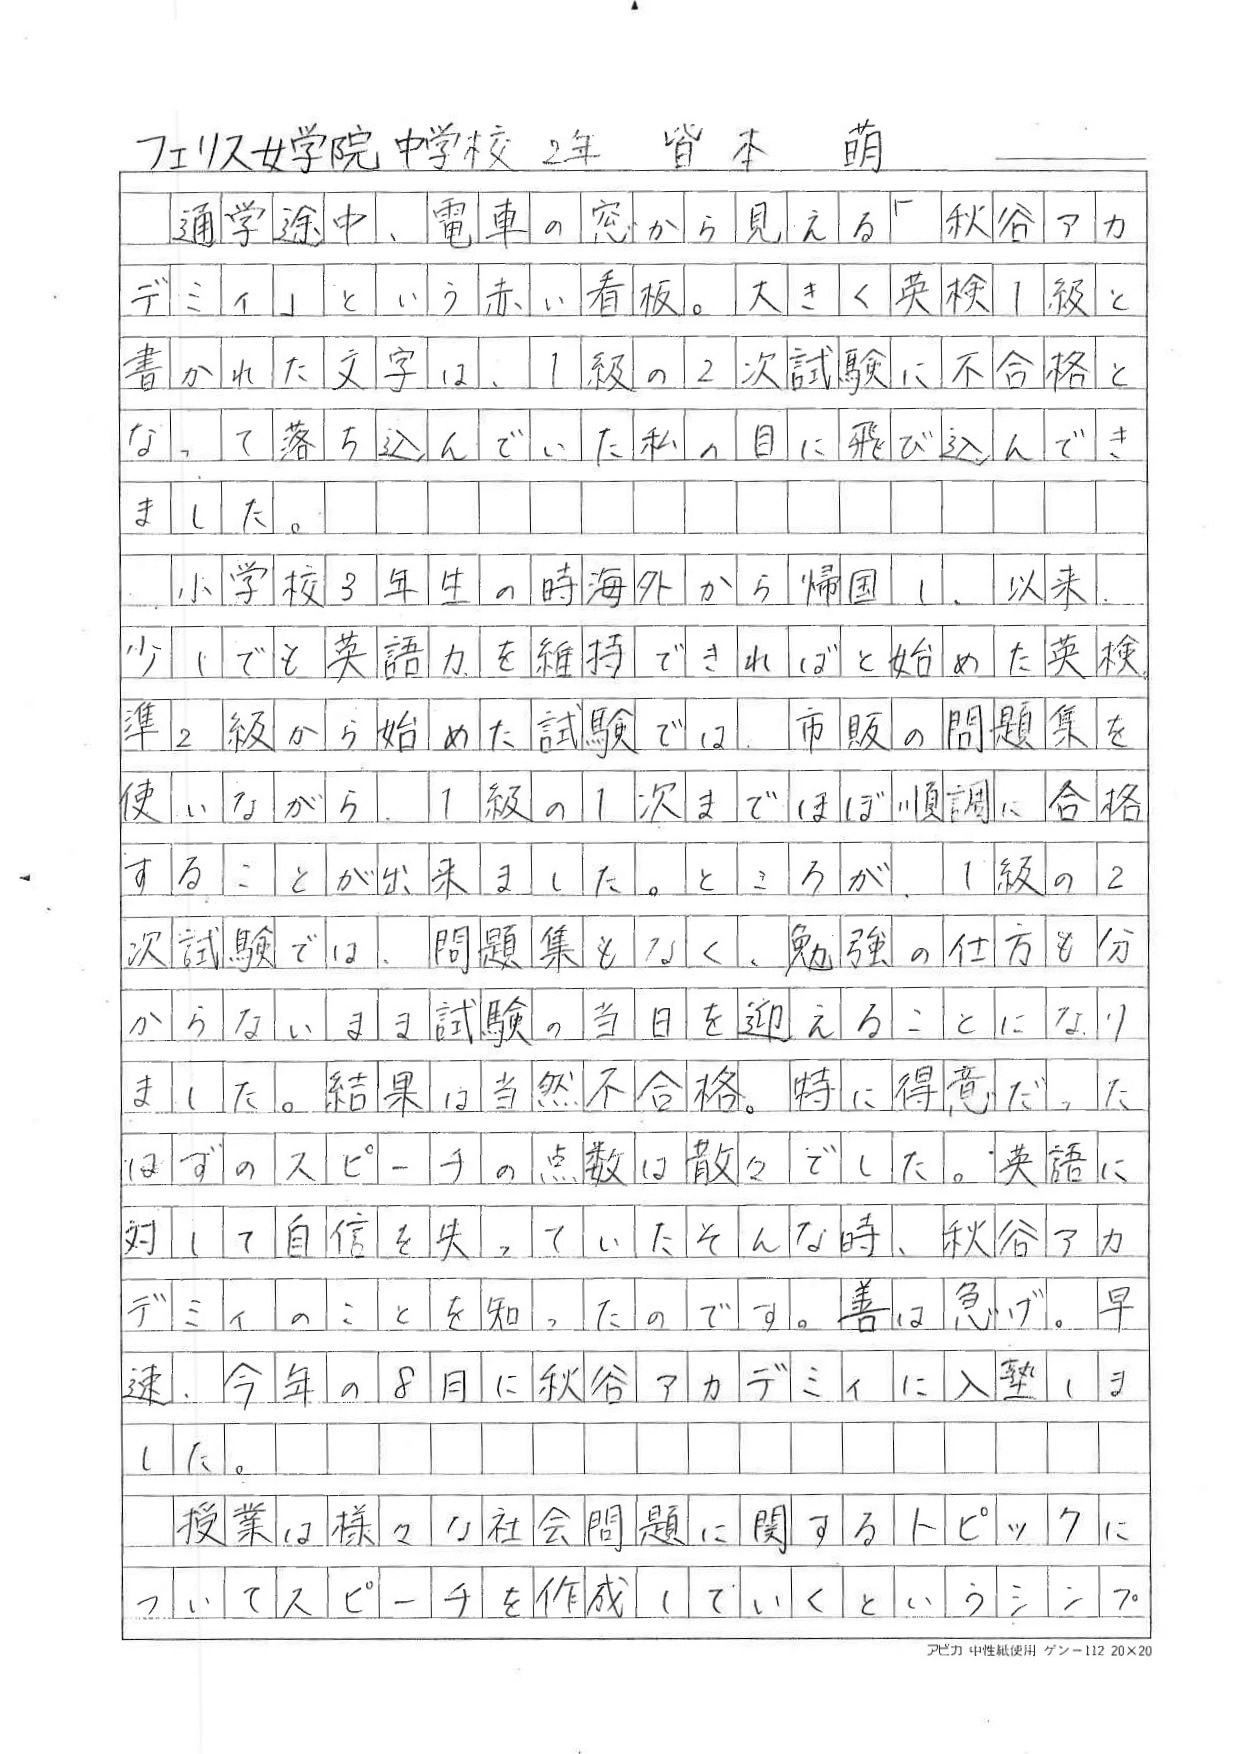 フェリス女学院中学校 2年 皆本 萌
通学途中、電車の窓から見える「秋谷アカ
デミィ」という赤い看板。大きく英検1級と
書かれた文字は、1級の2次試験に不合格と
なって落ち込んでいた私の目に飛び込んでき
ました。
小学校3年生の時海外から帰国し、以来、
少しでも英語力を維持できればと始めた英検。
準2級から始めた試験では、市販の問題集を
使いながら、1級の1次までほぼ順調に合格
することが出来ました。ところが、1級の2
次試験では、問題集もなく、勉強の仕方も分
からないまま試験の当日を迎えることになり
ました。結果は当然不合格。特に得意だった
はずのスピーチの点数は散々でした。英語に
対して自信を失っていたそんな時、秋谷アカ
デミィのことを知ったのです。善は急げ。早
速、今年の8月に秋谷アカデミィに入塾しま
した。
授業は様々な社会問題に関するトピックに
ついてスピーチを作成していくというシンプ
アピカ 中性紙使用 ゲンー112 20×20